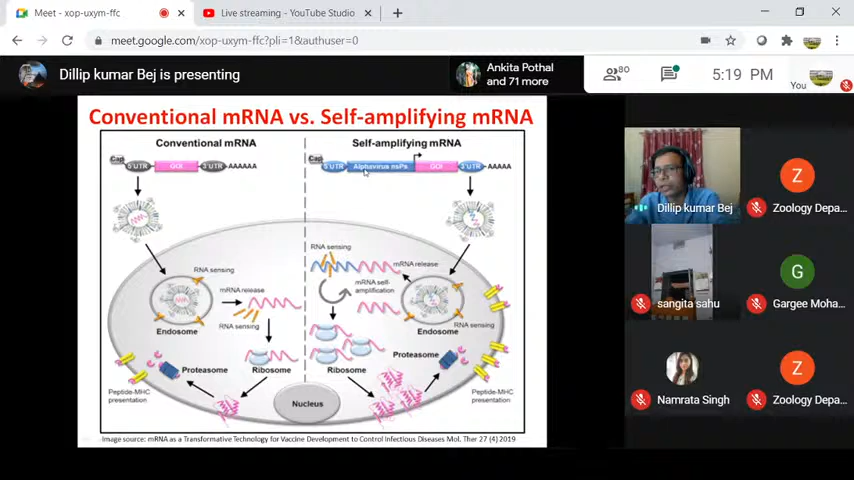 Meet - xop-uxym-ffc
Live streaming - YouTube Studio
meet.google.com/xop-uxym-ffc?pli=1&authuser=0
Dillip kumar Bej is presenting
Ankita Pothal
and 71 more
80
5:19 PM
You
Conventional mRNA vs. Self-amplifying mRNA
Conventional mRNA
Self-amplifying mRNA
Cap
5'UTR
GOI
3'UTR
AAAAAA
Cap
5'UTR
Alphavirus nsPs
GOI
3'UTR
AAAAA
RNA sensing
mRNA release
RNA sensing
Endosome
Proteasome
Ribosome
Peptide-MHC
presentation
RNA sensing
mRNA release
mRNA self-
amplification
RNA sensing
Endosome
Proteasome
Ribosome
Peptide-MHC
presentation
Nucleus
Image source: mRNA as a Transformative Technology for Vaccine Development to Control Infectious Diseases Mol. Ther 27 (4) 2019
Dillip kumar Bej
Z
Zoology Depa...
sangita sahu
G
Gargee Moha...
Namrata Singh
Z
Zoology Depa...